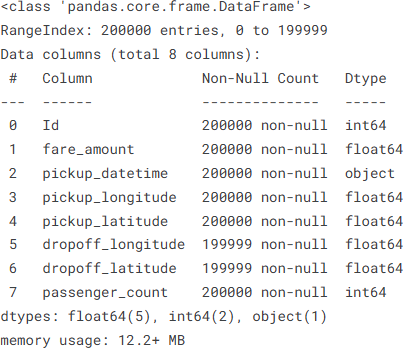 <class 'pandas.core.frame.DataFrame'>
RangeIndex: 200000 entries, 0 to 199999
Data columns (total 8 columns):
 #   Column             Non-Null Count   Dtype
---  ------             --------------   -----
 0   Id                 200000 non-null  int64
 1   fare_amount        200000 non-null  float64
 2   pickup_datetime    200000 non-null  object
 3   pickup_longitude   200000 non-null  float64
 4   pickup_latitude    200000 non-null  float64
 5   dropoff_longitude  199999 non-null  float64
 6   dropoff_latitude   199999 non-null  float64
 7   passenger_count    200000 non-null  int64
dtypes: float64(5), int64(2), object(1)
memory usage: 12.2+ MB